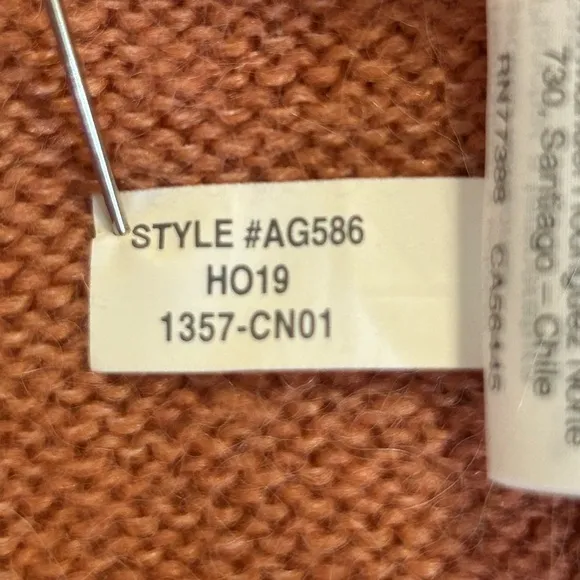 STYLE #AG586
HO19
1357-CN01
730, Santiago – Chile
RN77388